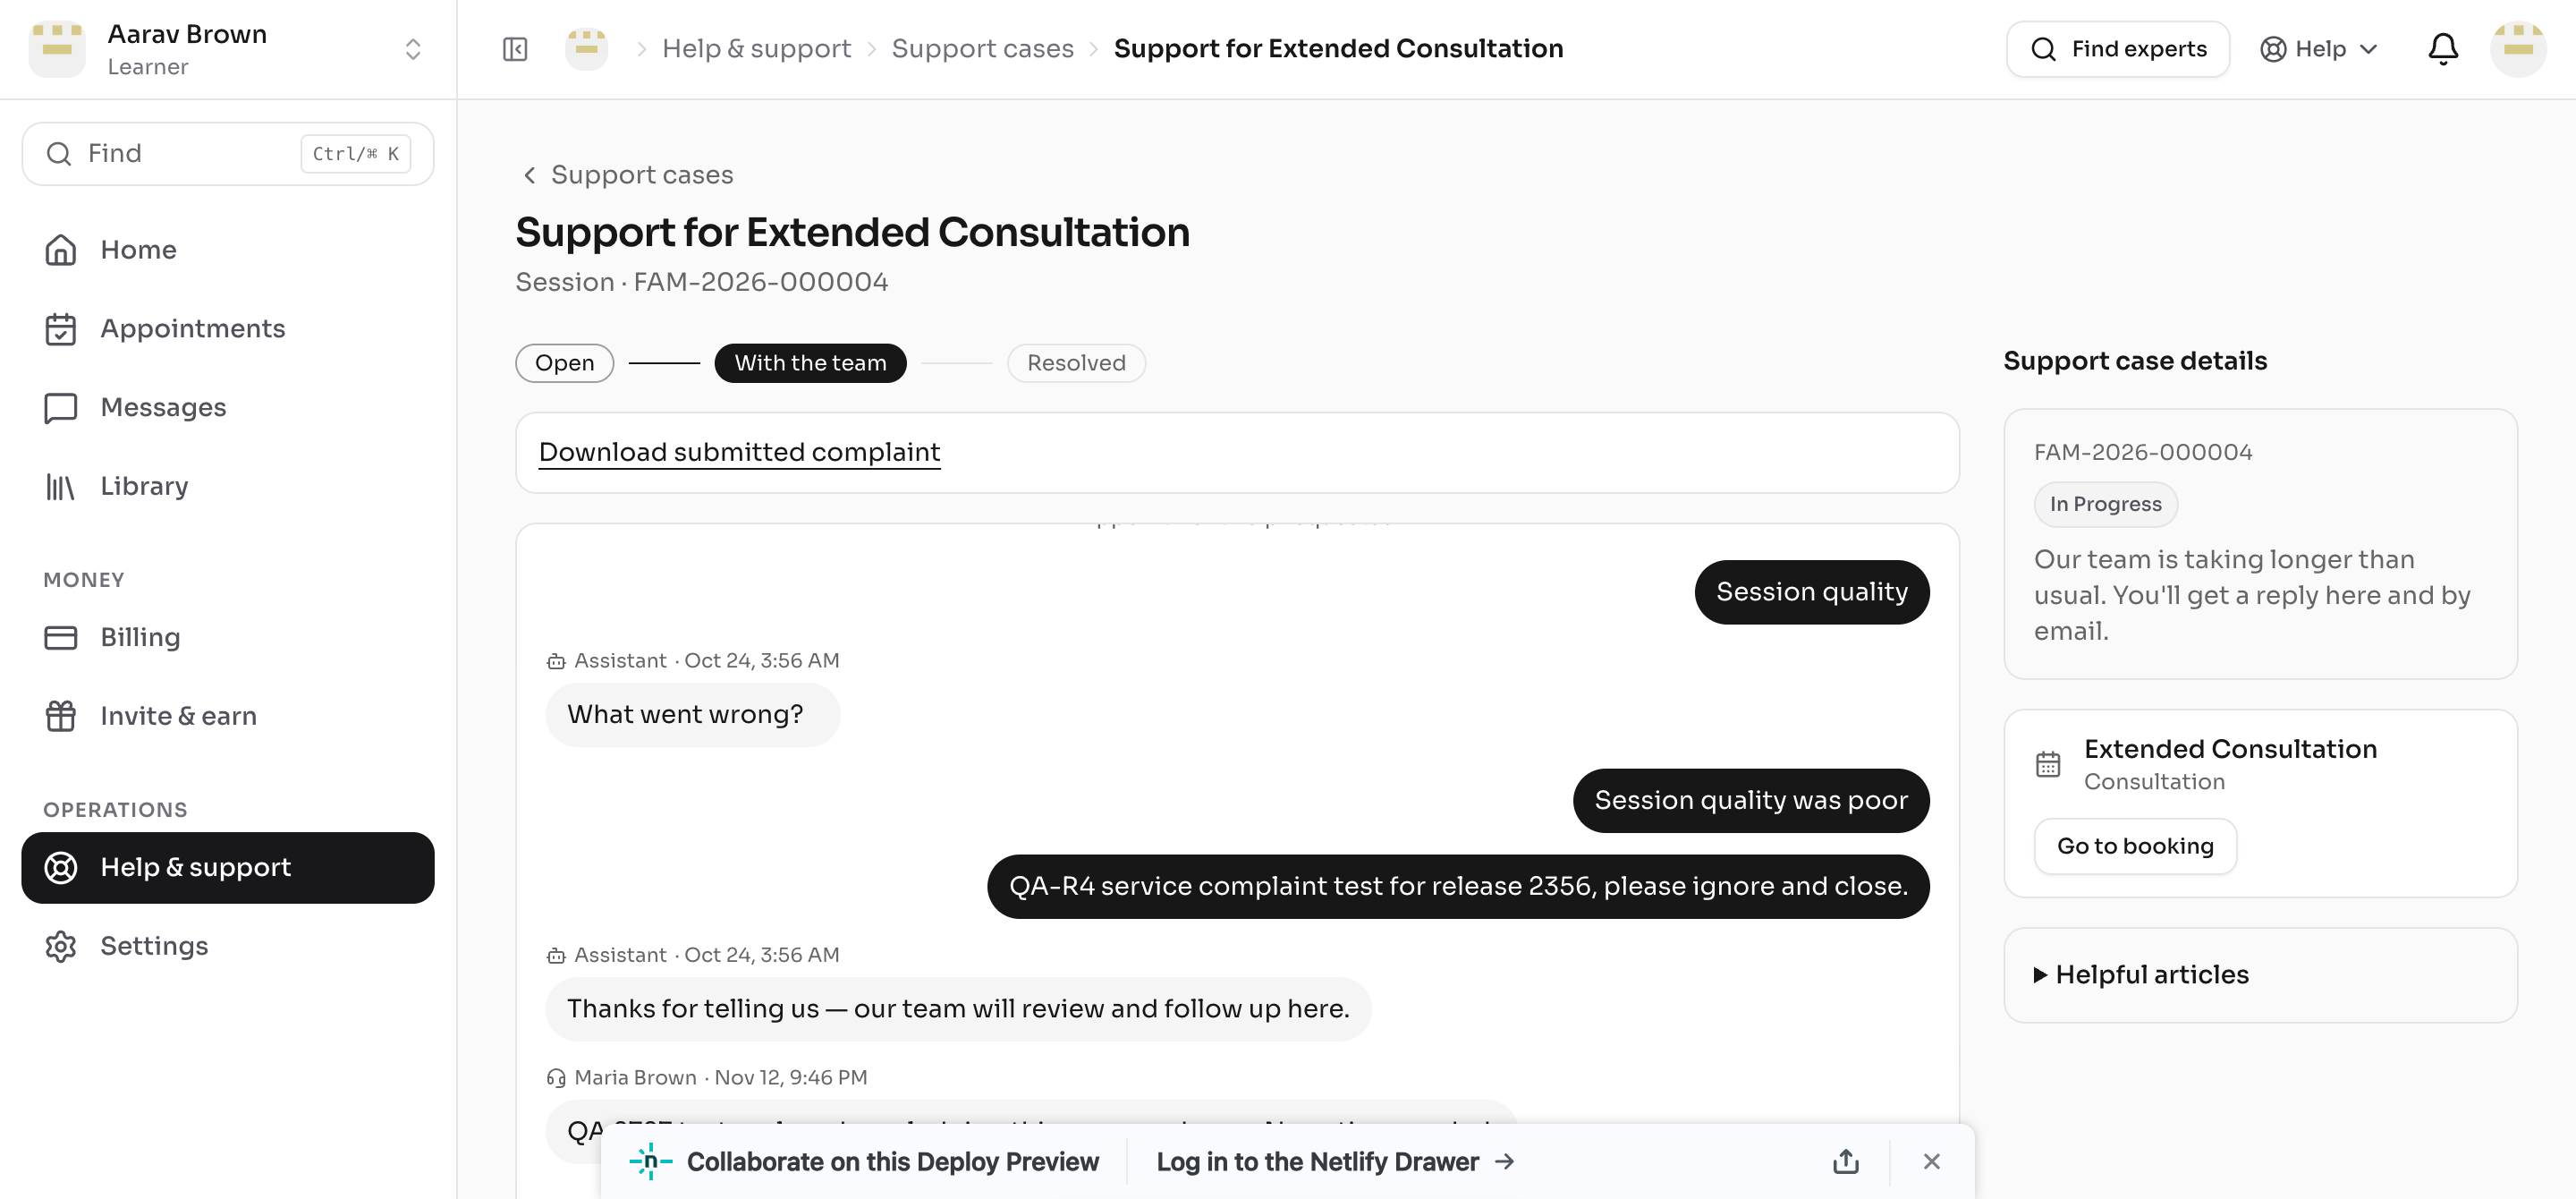 Aarav Brown
Learner
Find
Ctrl/⌘ K
Home
Appointments
Messages
Library
MONEY
Billing
Invite & earn
OPERATIONS
Help & support
Settings
Help & support
Support cases
Support for Extended Consultation
Find experts
Help
Support cases
Support for Extended Consultation
Session · FAM-2026-000004
Open
With the team
Resolved
Download submitted complaint
Session quality
Assistant · Oct 24, 3:56 AM
What went wrong?
Session quality was poor
QA-R4 service complaint test for release 2356, please ignore and close.
Assistant · Oct 24, 3:56 AM
Thanks for telling us — our team will review and follow up here.
Maria Brown · Nov 12, 9:46 PM
Collaborate on this Deploy Preview
Log in to the Netlify Drawer →
Support case details
FAM-2026-000004
In Progress
Our team is taking longer than
usual. You'll get a reply here and by
email.
Extended Consultation
Consultation
Go to booking
Helpful articles